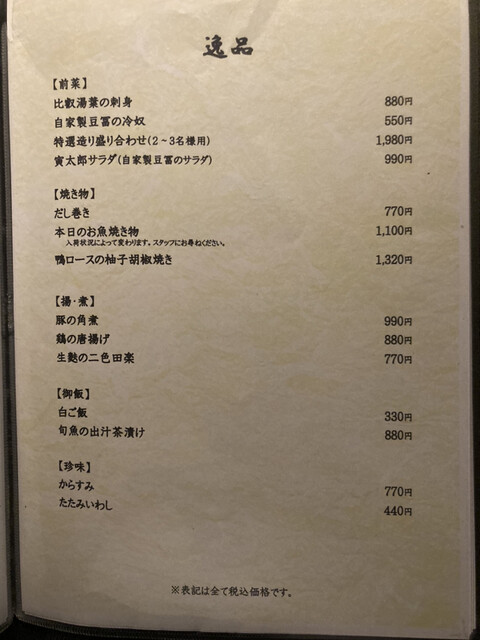 逸品
【前菜】
比叡湯葉の刺身 880円
自家製豆冨の冷奴 550円
特選造り盛り合わせ(2～3名様用) 1,980円
寅太郎サラダ(自家製豆冨のサラダ) 990円
【焼き物】
だし巻き 770円
本日のお魚焼き物 1,100円
入荷状況によって変わります。スタッフにお尋ねください。
鴨ロースの柚子胡椒焼き 1,320円
【揚・煮】
豚の角煮 990円
鶏の唐揚げ 880円
生麩の二色田楽 770円
【御飯】
白ご飯 330円
旬魚の出汁茶漬け 880円
【珍味】
からすみ 770円
たたみいわし 440円
※表記は全て税込価格です。